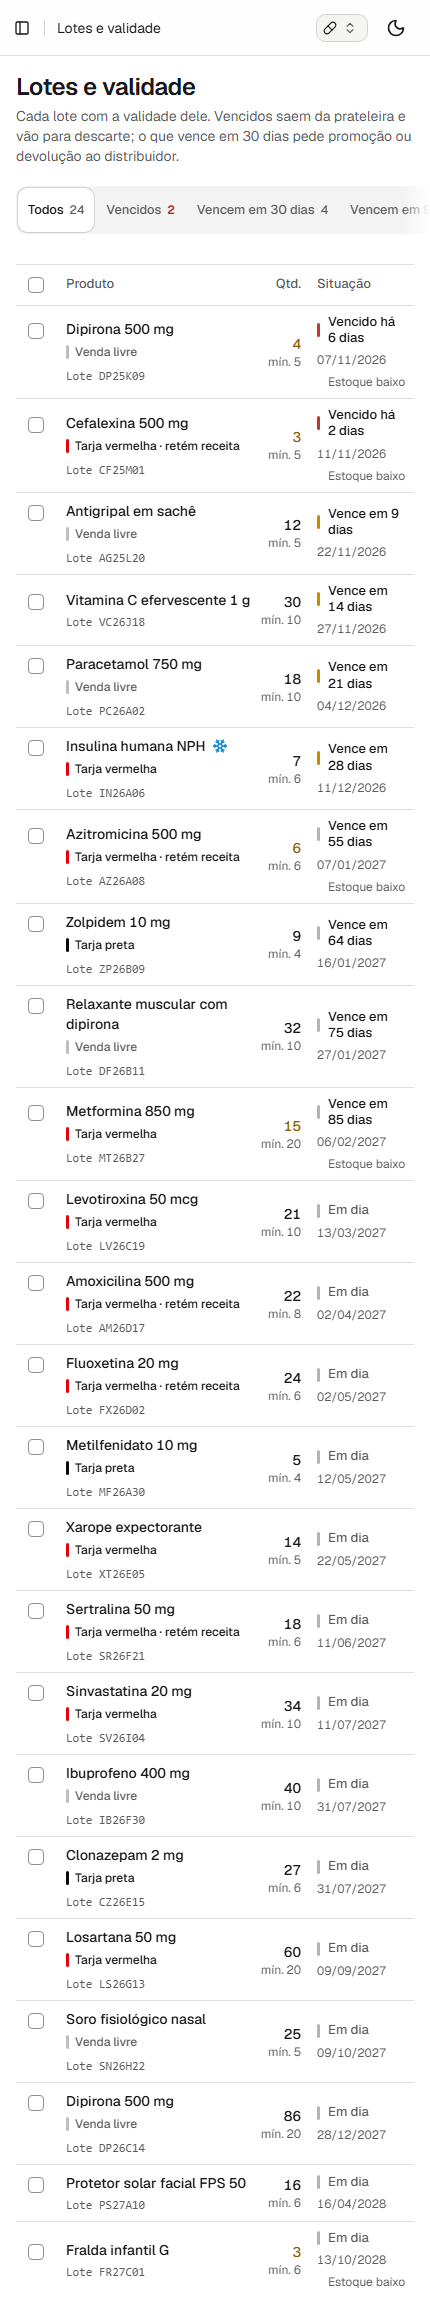 Lotes e validade
Lotes e validade
Cada lote com a validade dele. Vencidos saem da prateleira e
vão para descarte; o que vence em 30 dias pede promoção ou
devolução ao distribuidor.
Todos 24 Vencidos 2 Vencem em 30 dias 4 Vencem em
Produto Qtd. Situação
Dipirona 500 mg
Venda livre
Lote DP25K09
4
mín. 5
Vencido há
6 dias
07/11/2026
Estoque baixo
Cefalexina 500 mg
Tarja vermelha · retém receita
Lote CF25M01
3
mín. 5
Vencido há
2 dias
11/11/2026
Estoque baixo
Antigripal em sachê
Venda livre
Lote AG25L20
12
mín. 5
Vence em 9
dias
22/11/2026
Vitamina C efervescente 1 g
Lote VC26J18
30
mín. 10
Vence em
14 dias
27/11/2026
Paracetamol 750 mg
Venda livre
Lote PC26A02
18
mín. 10
Vence em
21 dias
04/12/2026
Insulina humana NPH
Tarja vermelha
Lote IN26A06
7
mín. 6
Vence em
28 dias
11/12/2026
Azitromicina 500 mg
Tarja vermelha · retém receita
Lote AZ26A08
6
mín. 6
Vence em
55 dias
07/01/2027
Estoque baixo
Zolpidem 10 mg
Tarja preta
Lote ZP26B09
9
mín. 4
Vence em
64 dias
16/01/2027
Relaxante muscular com
dipirona
Venda livre
Lote DF26B11
32
mín. 10
Vence em
75 dias
27/01/2027
Metformina 850 mg
Tarja vermelha
Lote MT26B27
15
mín. 20
Vence em
85 dias
06/02/2027
Estoque baixo
Levotiroxina 50 mcg
Tarja vermelha
Lote LV26C19
21
mín. 10
Em dia
13/03/2027
Amoxicilina 500 mg
Tarja vermelha · retém receita
Lote AM26D17
22
mín. 8
Em dia
02/04/2027
Fluoxetina 20 mg
Tarja vermelha · retém receita
Lote FX26D02
24
mín. 6
Em dia
02/05/2027
Metilfenidato 10 mg
Tarja preta
Lote MF26A30
5
mín. 4
Em dia
12/05/2027
Xarope expectorante
Tarja vermelha
Lote XT26E05
14
mín. 5
Em dia
22/05/2027
Sertralina 50 mg
Tarja vermelha · retém receita
Lote SR26F21
18
mín. 6
Em dia
11/06/2027
Sinvastatina 20 mg
Tarja vermelha
Lote SV26I04
34
mín. 10
Em dia
11/07/2027
Ibuprofeno 400 mg
Venda livre
Lote IB26F30
40
mín. 10
Em dia
31/07/2027
Clonazepam 2 mg
Tarja preta
Lote CZ26E15
27
mín. 6
Em dia
31/07/2027
Losartana 50 mg
Tarja vermelha
Lote LS26G13
60
mín. 20
Em dia
09/09/2027
Soro fisiológico nasal
Venda livre
Lote SN26H22
25
mín. 5
Em dia
09/10/2027
Dipirona 500 mg
Venda livre
Lote DP26C14
86
mín. 20
Em dia
28/12/2027
Protetor solar facial FPS 50
Lote PS27A10
16
mín. 6
Em dia
16/04/2028
Fralda infantil G
Lote FR27C01
3
mín. 6
Em dia
13/10/2028
Estoque baixo